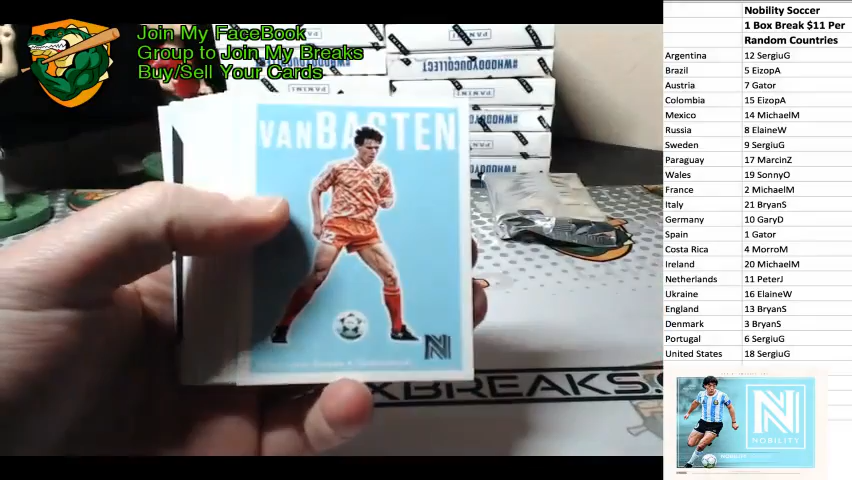 Join My FaceBook
Group to Join My Breaks
Buy/Sell Your Cards
PANINI
#WHODOYOUCOLLECT
PANINI
VANBASTEN
N
XBREAKS.C
Nobility Soccer
1 Box Break $11 Per
Random Countries
Argentina 12 SergiuG
Brazil 5 EizopA
Austria 7 Gator
Colombia 15 EizopA
Mexico 14 MichaelM
Russia 8 ElaineW
Sweden 9 SergiuG
Paraguay 17 MarcinZ
Wales 19 SonnyO
France 2 MichaelM
Italy 21 BryanS
Germany 10 GaryD
Spain 1 Gator
Costa Rica 4 MorroM
Ireland 20 MichaelM
Netherlands 11 PeterJ
Ukraine 16 ElaineW
England 13 BryanS
Denmark 3 BryanS
Portugal 6 SergiuG
United States 18 SergiuG
N
NOBILITY